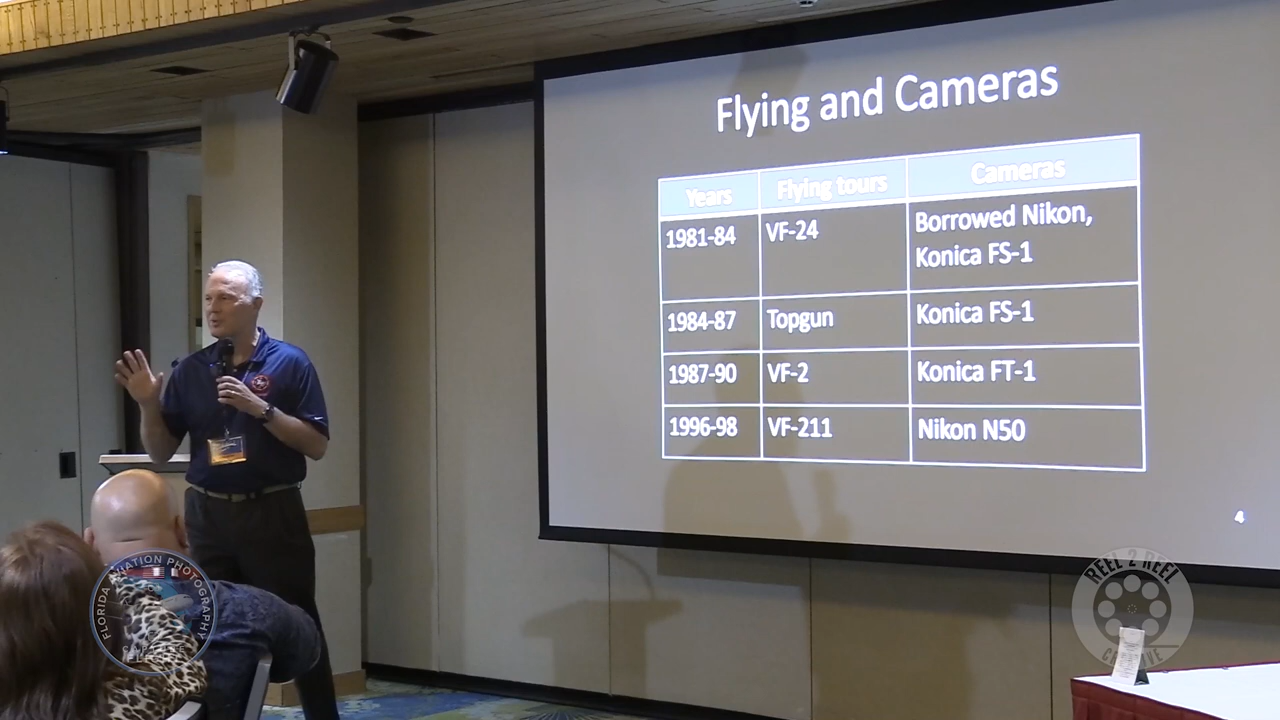 Flying and Cameras
Years Flying tours Cameras
1981-84 VF-24 Borrowed Nikon,
Konica FS-1
1984-87 Topgun Konica FS-1
1987-90 VF-2 Konica FT-1
1996-98 VF-211 Nikon N50
4
FLORIDA AVIATION PHOTOGRAPHY
REEL 2 REEL